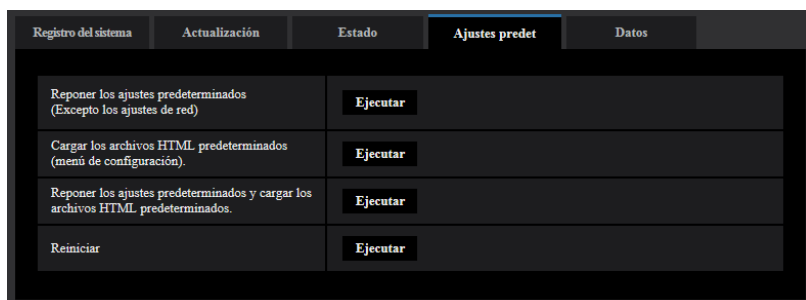 Registro del sistema Actualización Estado Ajustes predet Datos
Reponer los ajustes predeterminados
(Excepto los ajustes de red)
Ejecutar
Cargar los archivos HTML predeterminados
(menú de configuración).
Ejecutar
Reponer los ajustes predeterminados y cargar los
archivos HTML predeterminados.
Ejecutar
Reiniciar
Ejecutar